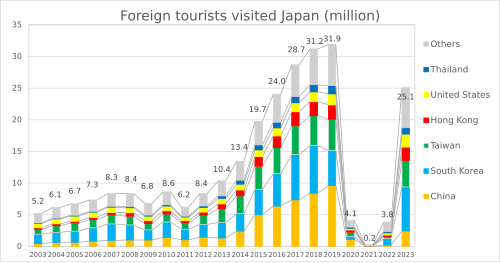 Foreign tourists visited Japan (million)
35
30
25
20
15
10
5
0
5.2 6.1 6.7 7.3 8.3 8.4 6.8 8.6 6.2 8.4 10.4 13.4 19.7 24.0 28.7 31.2 31.9 4.1 0.2 3.8 25.1
2003 2004 2005 2006 2007 2008 2009 2010 2011 2012 2013 2014 2015 2016 2017 2018 2019 2020 2021 2022 2023
Others
Thailand
United States
Hong Kong
Taiwan
South Korea
China